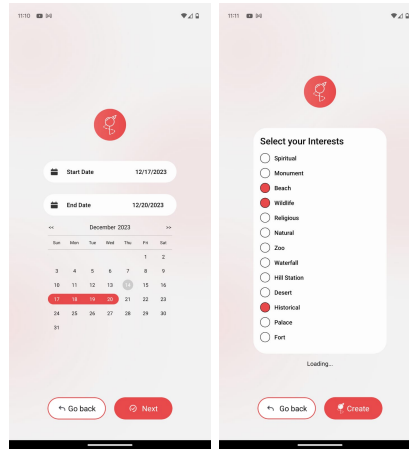 11:10
Start Date 12/17/2023
End Date 12/20/2023
<< December 2023 >>
Sun Mon Tue Wed Thu Fri Sat
1 2
3 4 5 6 7 8 9
10 11 12 13 14 15 16
17 18 19 20 21 22 23
24 25 26 27 28 29 30
31
Go back Next
11:11
Select your Interests
Spiritual
Monument
Beach
Wildlife
Religious
Natural
Zoo
Waterfall
Hill Station
Desert
Historical
Palace
Fort
Loading...
Go back Create